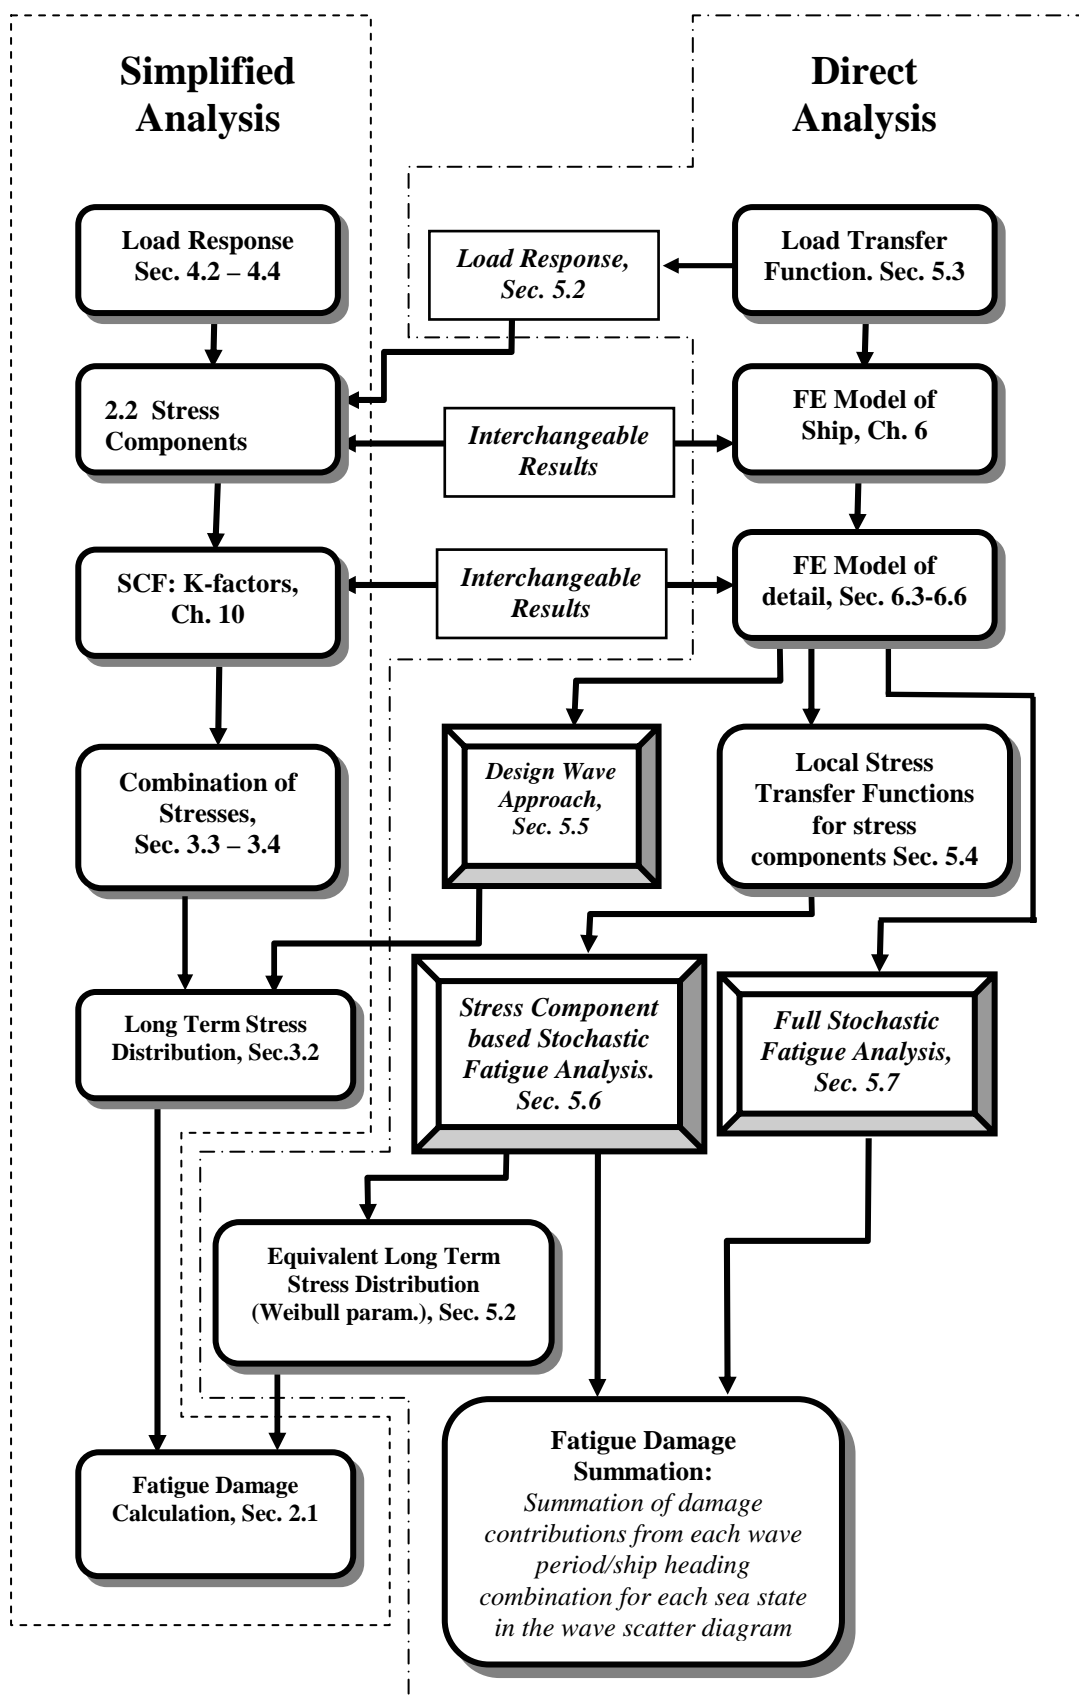 Simplified
Analysis
Direct
Analysis
Load Response
Sec. 4.2 – 4.4
Load Response,
Sec. 5.2
Load Transfer
Function. Sec. 5.3
2.2 Stress
Components
Interchangeable
Results
FE Model of
Ship, Ch. 6
SCF: K-factors,
Ch. 10
Interchangeable
Results
FE Model of
detail, Sec. 6.3-6.6
Combination of
Stresses,
Sec. 3.3 – 3.4
Design Wave
Approach,
Sec. 5.5
Local Stress
Transfer Functions
for stress
components Sec. 5.4
Long Term Stress
Distribution, Sec.3.2
Stress Component
based Stochastic
Fatigue Analysis.
Sec. 5.6
Full Stochastic
Fatigue Analysis,
Sec. 5.7
Equivalent Long Term
Stress Distribution
(Weibull param.), Sec. 5.2
Fatigue Damage
Calculation, Sec. 2.1
Fatigue Damage
Summation:
Summation of damage
contributions from each wave
period/ship heading
combination for each sea state
in the wave scatter diagram